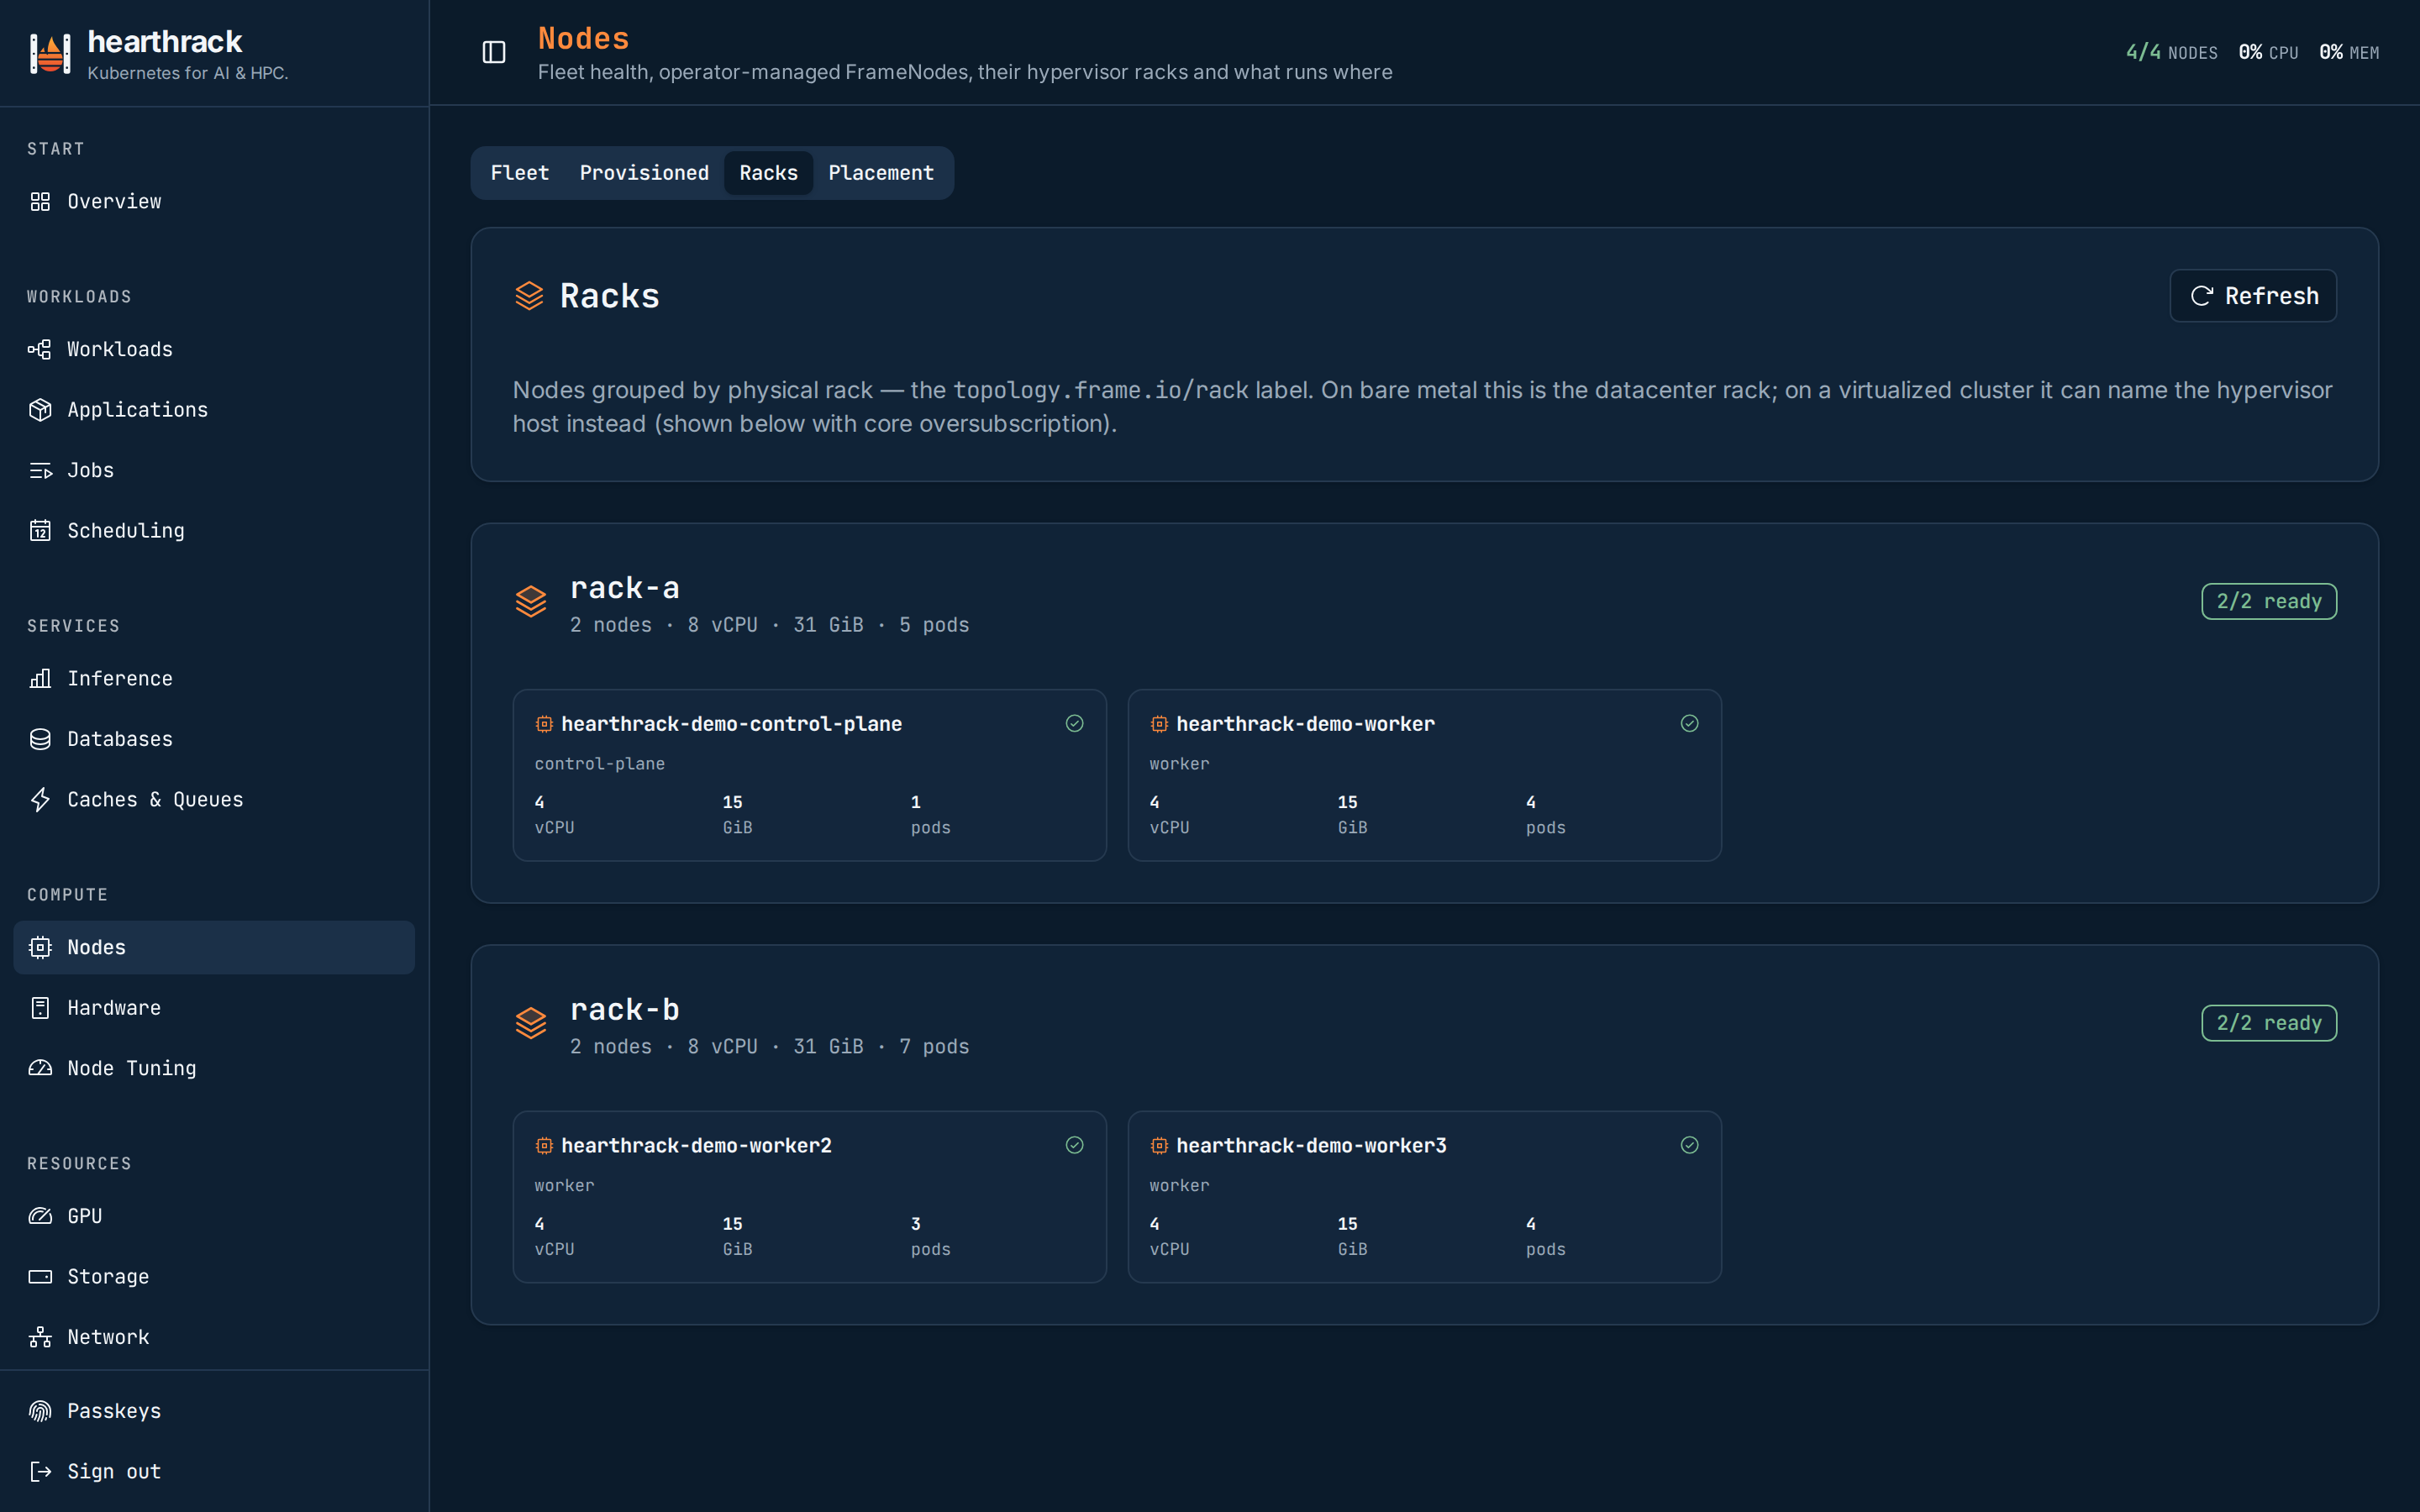 hearthrack
Kubernetes for AI & HPC.
START
Overview
WORKLOADS
Workloads
Applications
Jobs
12
Scheduling
SERVICES
Inference
Databases
Caches & Queues
COMPUTE
Nodes
Hardware
Node Tuning
RESOURCES
GPU
Storage
Network
Passkeys
Sign out
Nodes
Fleet health, operator-managed FrameNodes, their hypervisor racks and what runs where
4/4 NODES 0% CPU 0% MEM
Fleet Provisioned Racks Placement
Racks
Refresh
Nodes grouped by physical rack — the topology.frame.io/rack label. On bare metal this is the datacenter rack; on a virtualized cluster it can name the hypervisor
host instead (shown below with core oversubscription).
rack-a
2 nodes · 8 vCPU · 31 GiB · 5 pods
2/2 ready
hearthrack-demo-control-plane
control-plane
4 15 1
vCPU GiB pods
hearthrack-demo-worker
worker
4 15 4
vCPU GiB pods
rack-b
2 nodes · 8 vCPU · 31 GiB · 7 pods
2/2 ready
hearthrack-demo-worker2
worker
4 15 3
vCPU GiB pods
hearthrack-demo-worker3
worker
4 15 4
vCPU GiB pods